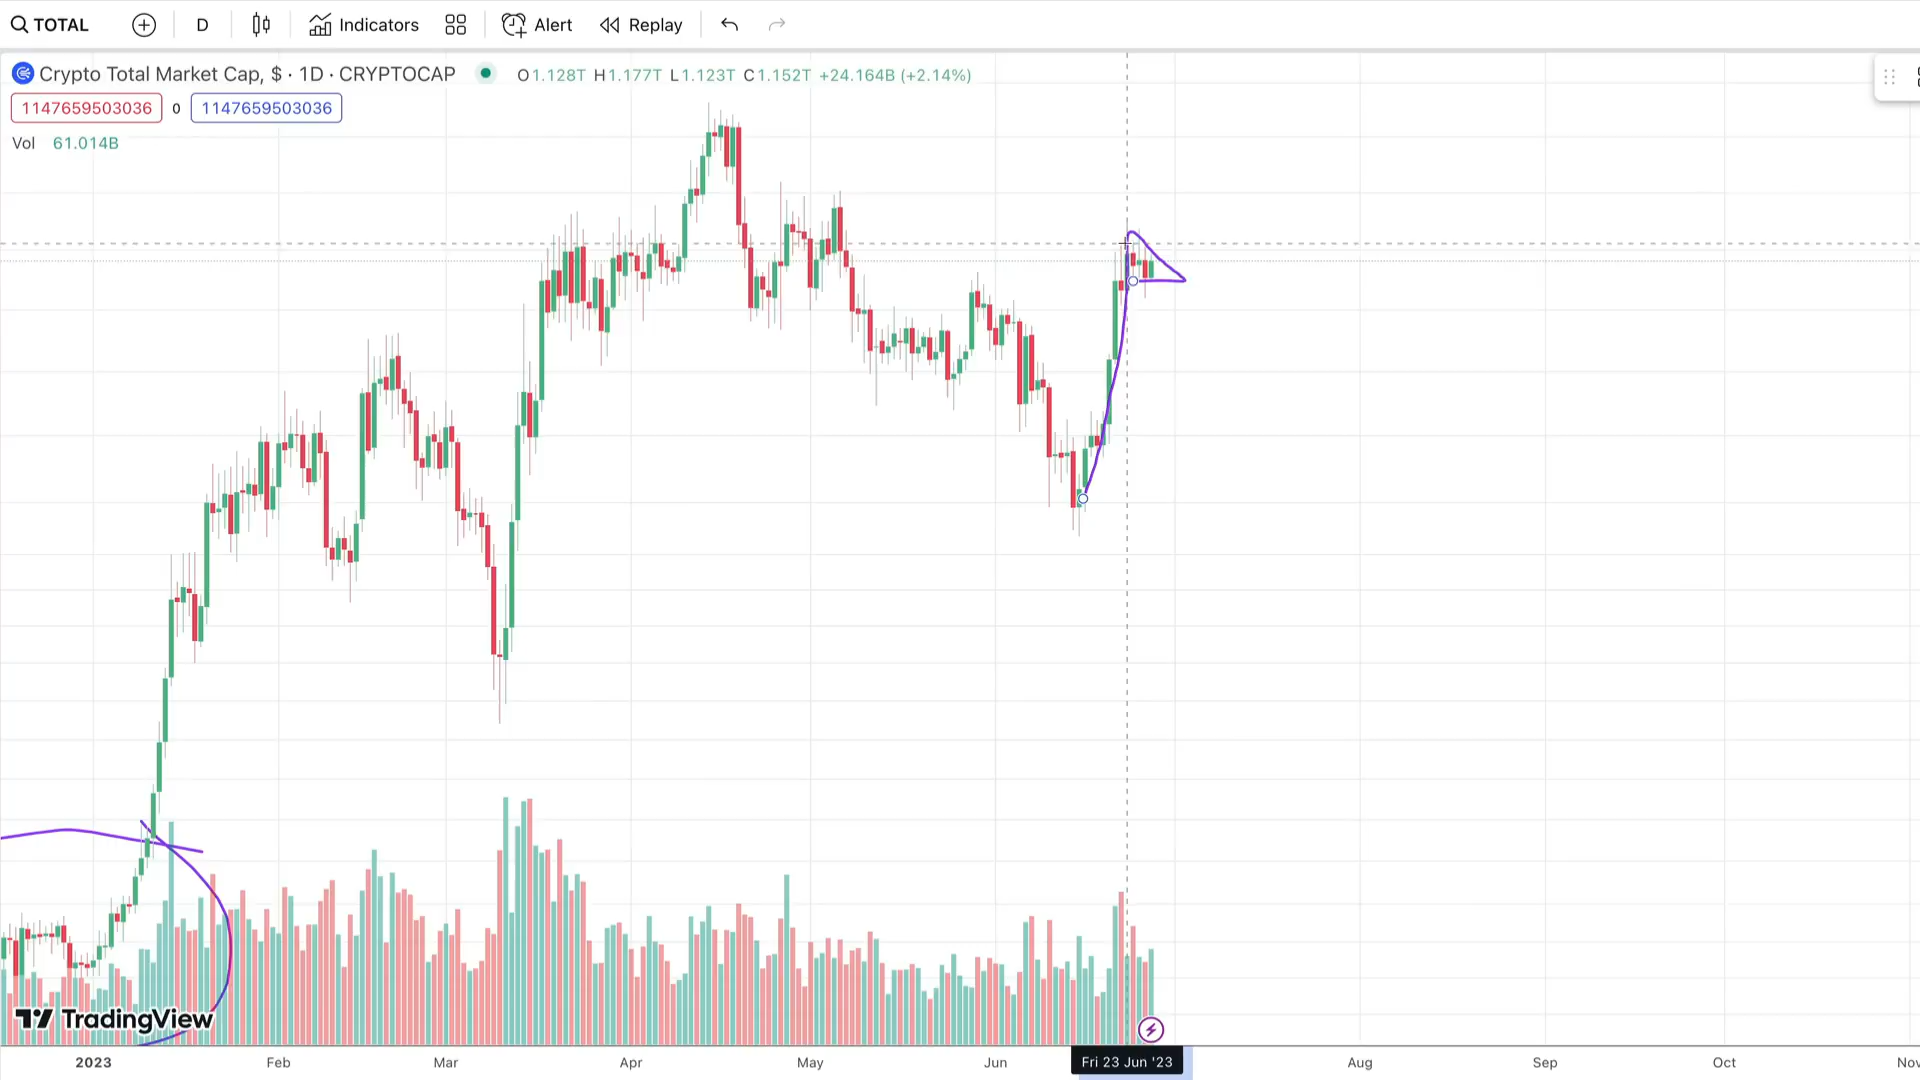 TOTAL D Indicators Alert Replay
Crypto Total Market Cap, $ · 1D · CRYPTOCAP O1.128T H1.177T L1.123T C1.152T +24.164B (+2.14%)
1147659503036 0 1147659503036
Vol 61.014B
TradingView
2023 Feb Mar Apr May Jun Fri 23 Jun '23 Aug Sep Oct Nov